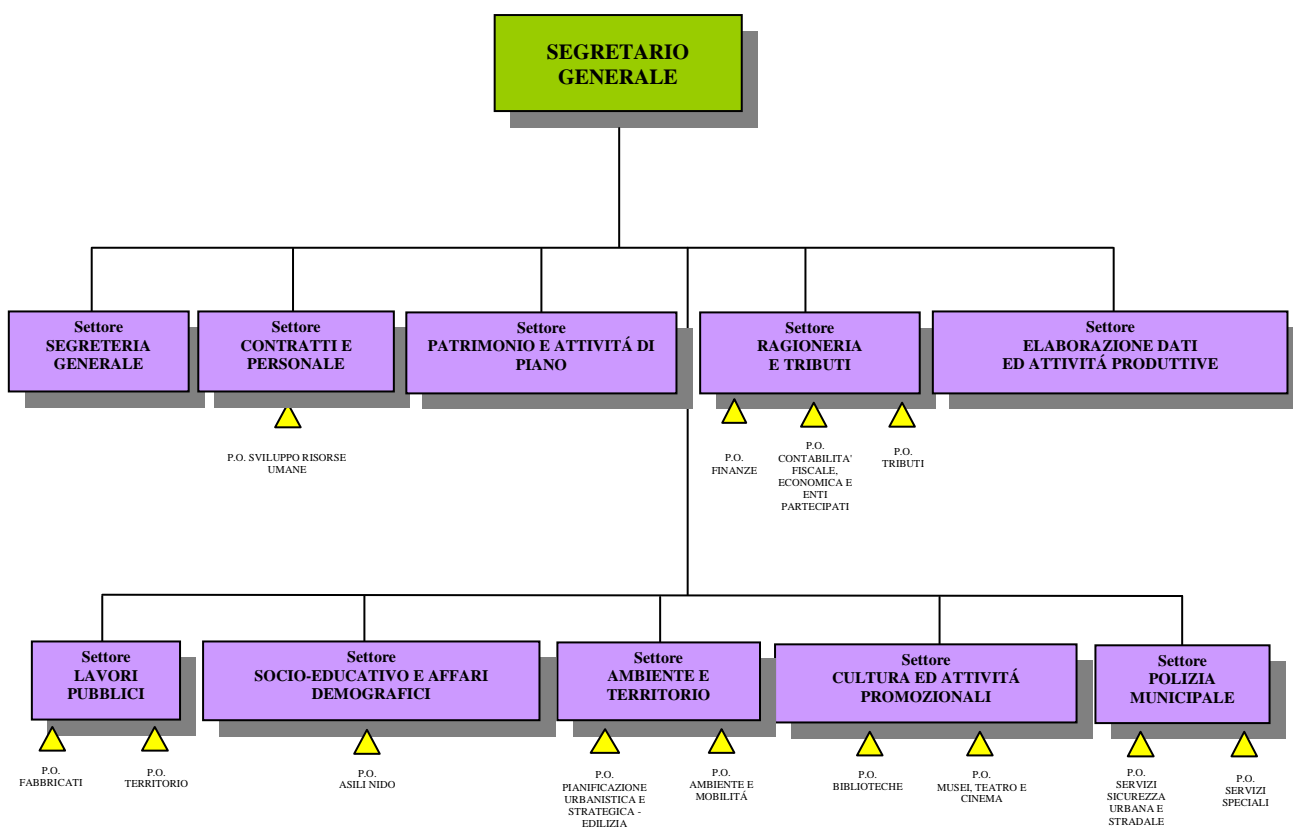 SEGRETARIO
GENERALE
Settore
SEGRETERIA
GENERALE
Settore
CONTRATTI E
PERSONALE
Settore
PATRIMONIO E ATTIVITÁ DI
PIANO
Settore
RAGIONERIA
E TRIBUTI
Settore
ELABORAZIONE DATI
ED ATTIVITÁ PRODUTTIVE
P.O. SVILUPPO RISORSE
UMANE
P.O.
FINANZE
P.O.
CONTABILITA'
FISCALE,
ECONOMICA E
ENTI
PARTECIPATI
P.O.
TRIBUTI
Settore
LAVORI
PUBBLICI
Settore
SOCIO-EDUCATIVO E AFFARI
DEMOGRAFICI
Settore
AMBIENTE E
TERRITORIO
Settore
CULTURA ED ATTIVITÁ
PROMOZIONALI
Settore
POLIZIA
MUNICIPALE
P.O.
FABBRICATI
P.O.
TERRITORIO
P.O.
ASILI NIDO
P.O.
PIANIFICAZIONE
URBANISTICA E
STRATEGICA -
EDILIZIA
P.O.
AMBIENTE E
MOBILITÁ
P.O.
BIBLIOTECHE
P.O.
MUSEI, TEATRO E
CINEMA
P.O.
SERVIZI
SICUREZZA
URBANA E
STRADALE
P.O.
SERVIZI
SPECIALI